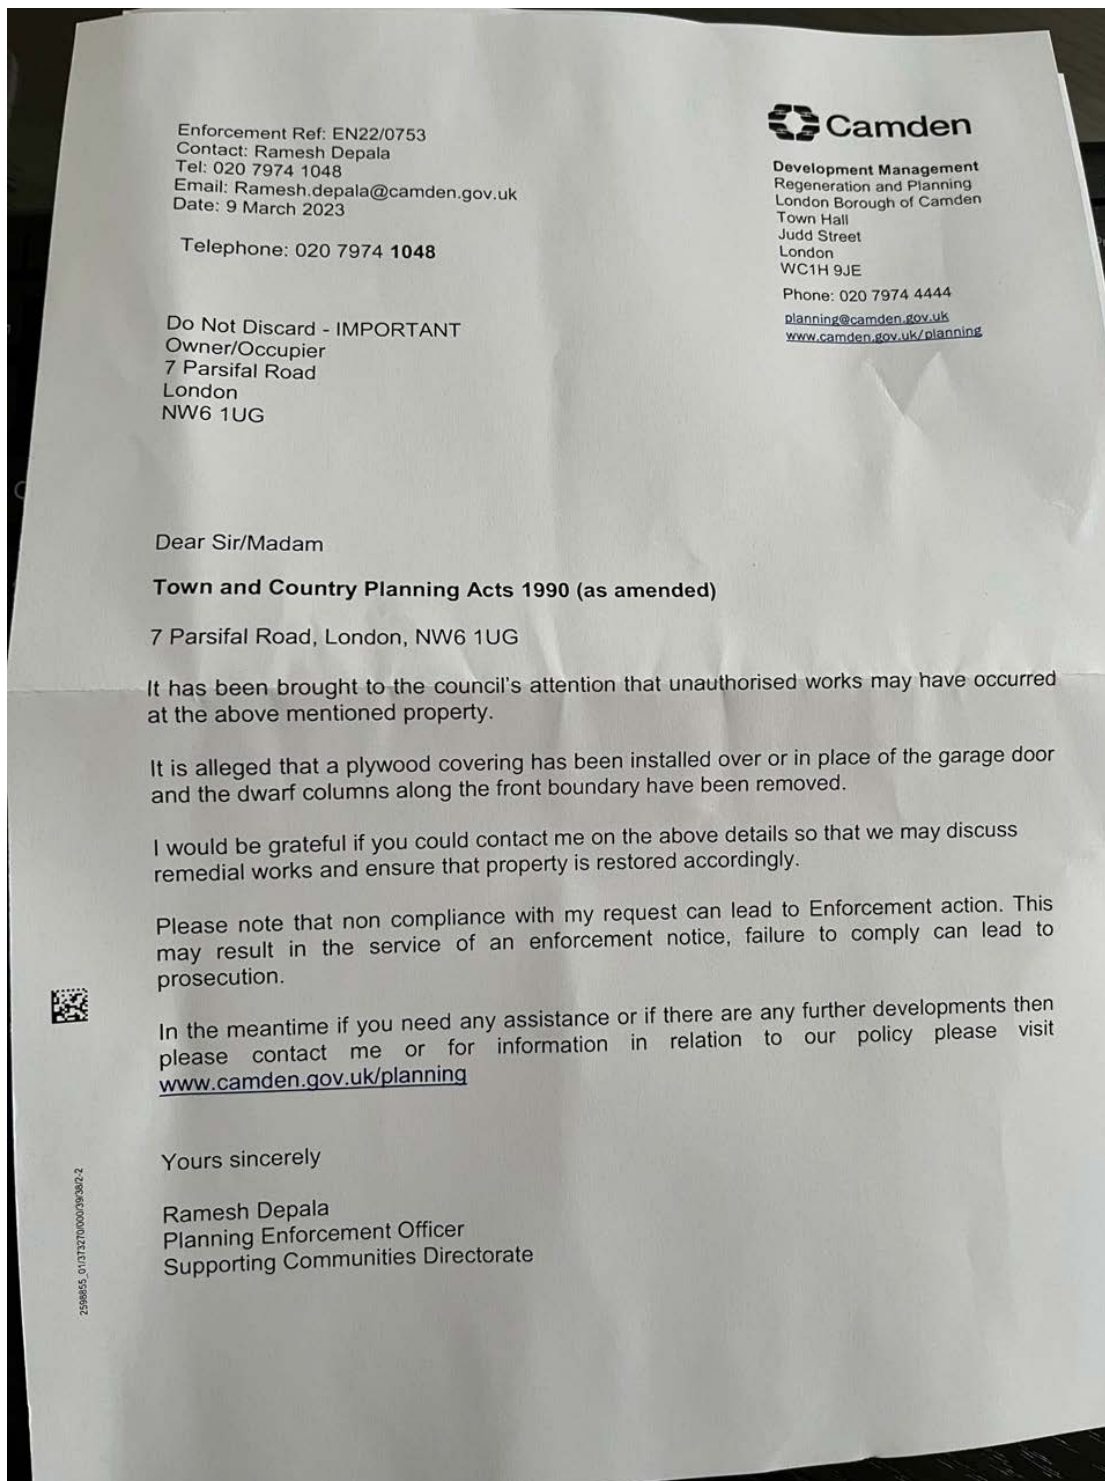 Enforcement Ref: EN22/0753
Contact: Ramesh Depala
Tel: 020 7974 1048
Email: Ramesh.depala@camden.gov.uk
Date: 9 March 2023
Telephone: 020 7974 1048
Camden
Development Management
Regeneration and Planning
London Borough of Camden
Town Hall
Judd Street
London
WC1H 9JE
Phone: 020 7974 4444
planning@camden.gov.uk
www.camden.gov.uk/planning
Do Not Discard - IMPORTANT
Owner/Occupier
7 Parsifal Road
London
NW6 1UG
Dear Sir/Madam
Town and Country Planning Acts 1990 (as amended)
7 Parsifal Road, London, NW6 1UG
It has been brought to the council's attention that unauthorised works may have occurred
at the above mentioned property.
It is alleged that a plywood covering has been installed over or in place of the garage door
and the dwarf columns along the front boundary have been removed.
I would be grateful if you could contact me on the above details so that we may discuss
remedial works and ensure that property is restored accordingly.
Please note that non compliance with my request can lead to Enforcement action. This
may result in the service of an enforcement notice, failure to comply can lead to
prosecution.
In the meantime if you need any assistance or if there are any further developments then
please contact me or for information in relation to our policy please visit
www.camden.gov.uk/planning
Yours sincerely
Ramesh Depala
Planning Enforcement Officer
Supporting Communities Directorate
2598855_01/373270/000/39/38/2-2